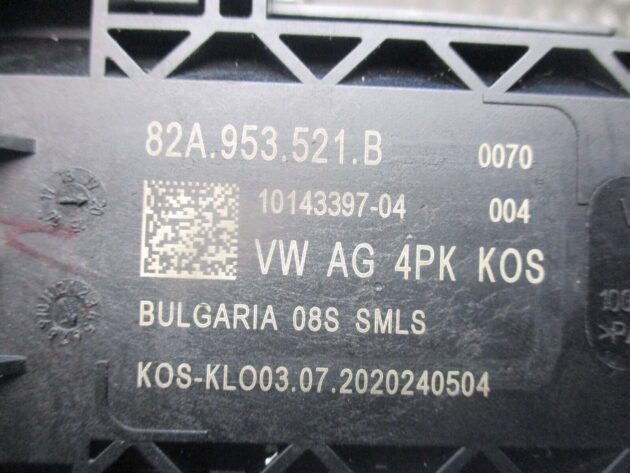 82A.953.521.B 0070
10143397-04 004
VW AG 4PK KOS
BULGARIA 08S SMLS
KOS-KLO03.07.2020240504